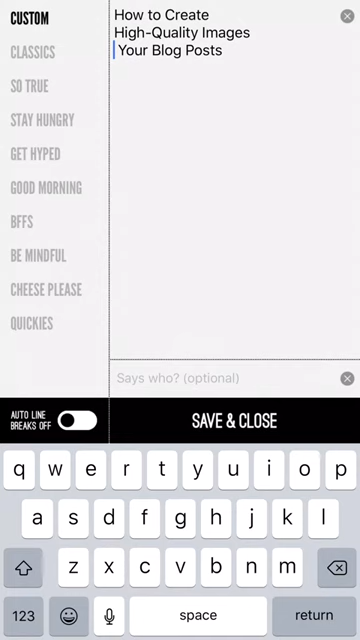 CUSTOM
CLASSICS
SO TRUE
STAY HUNGRY
GET HYPED
GOOD MORNING
BFFS
BE MINDFUL
CHEESE PLEASE
QUICKIES
How to Create
High-Quality Images
Your Blog Posts
Says who? (optional)
AUTO LINE
BREAKS OFF
SAVE & CLOSE
q w e r t y u i o p
a s d f g h j k l
z x c v b n m
123 space return